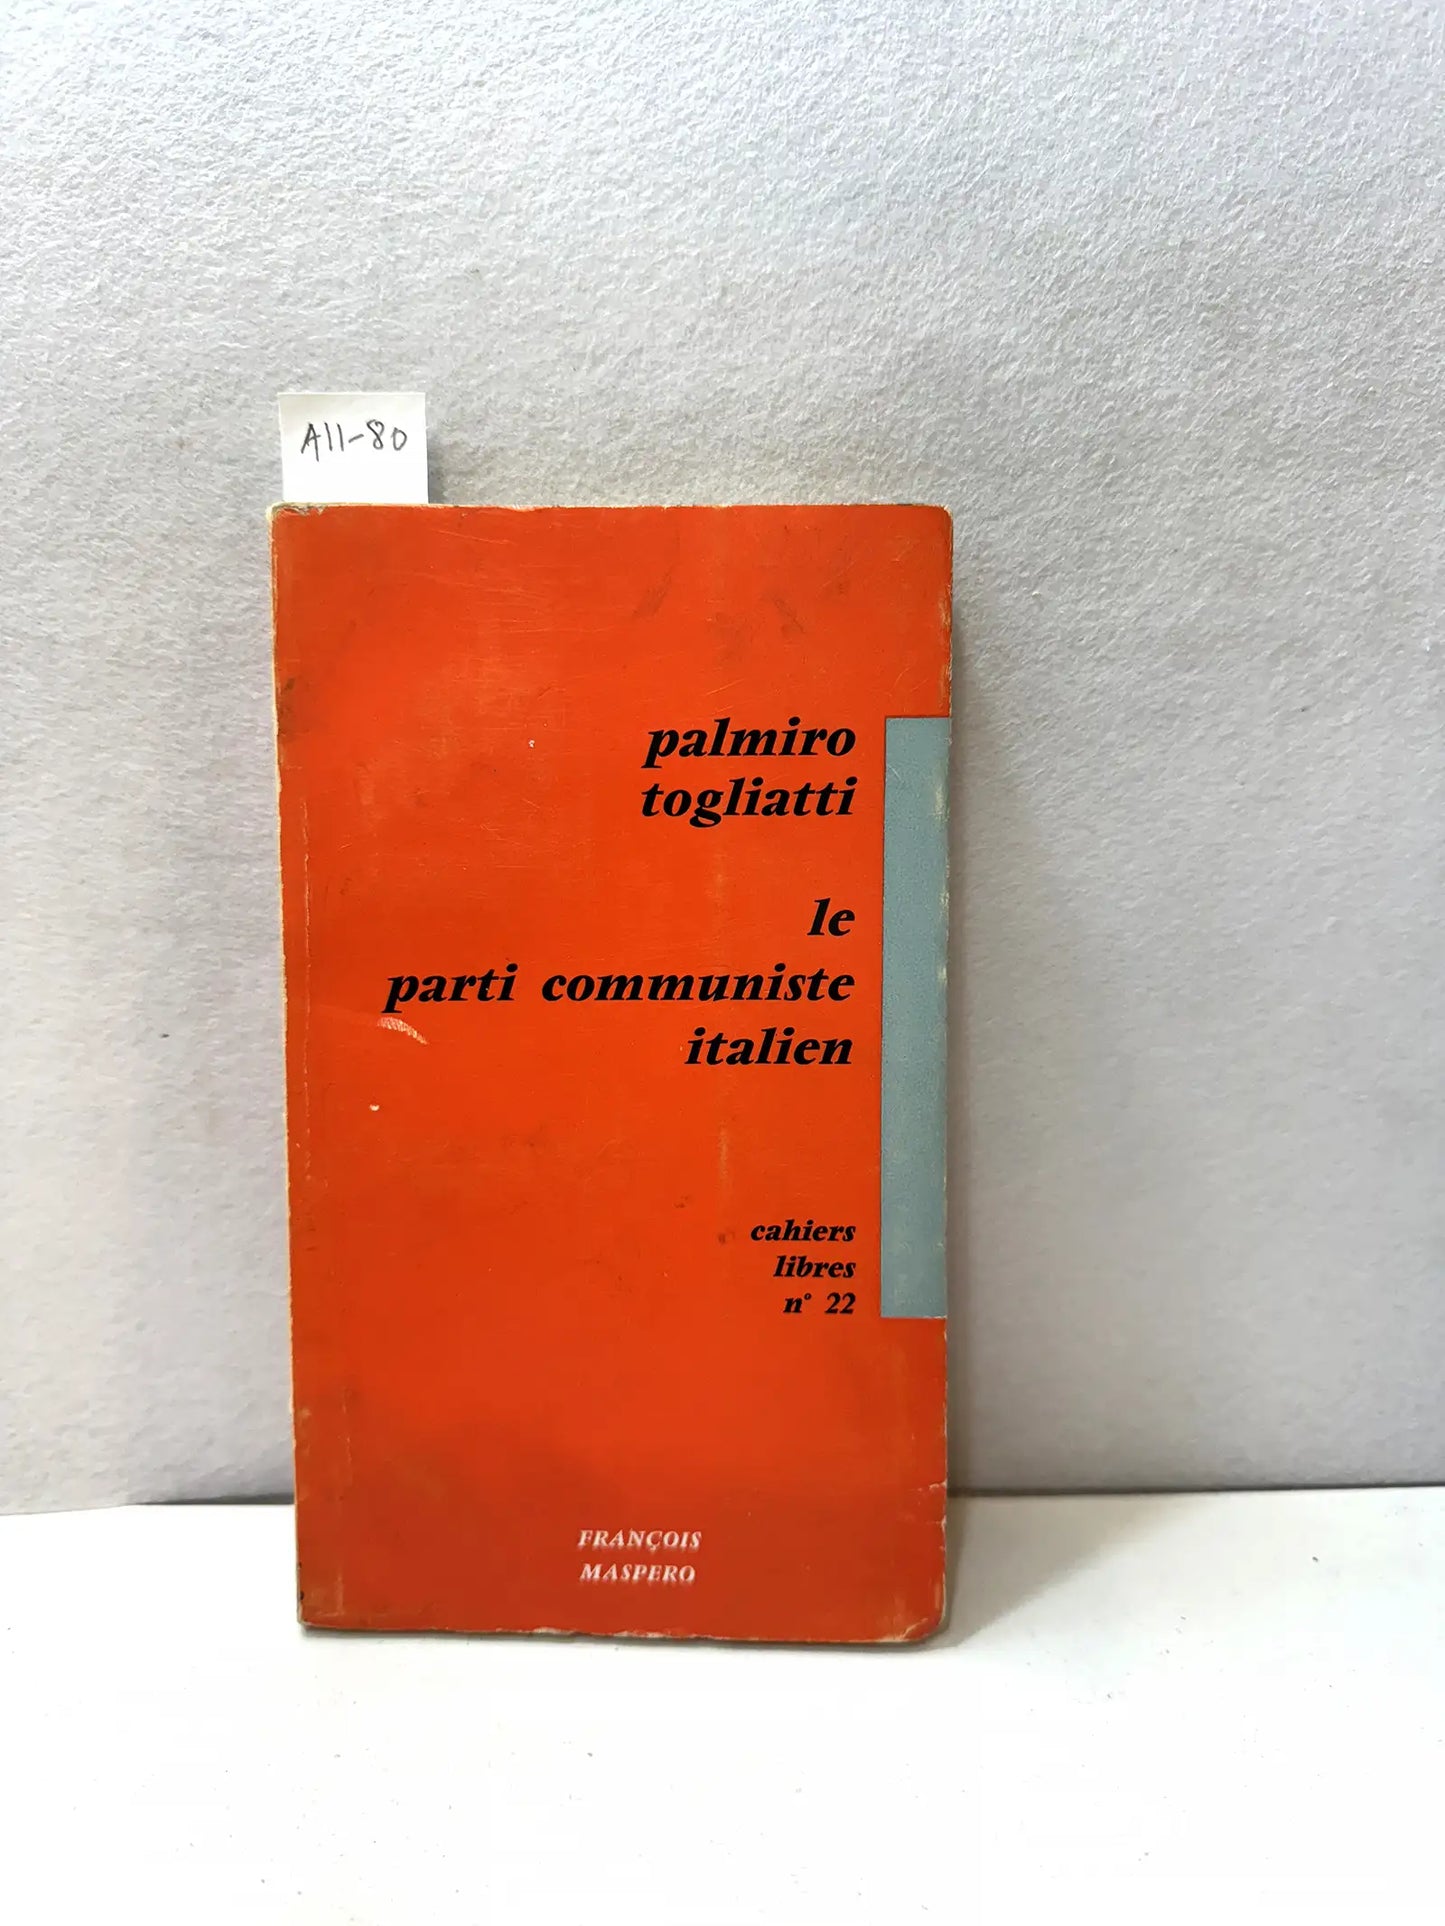 A11-80
palmiro
togliatti
le
parti communiste
italien
cahiers
libres
n° 22
FRANÇOIS
MASPERO